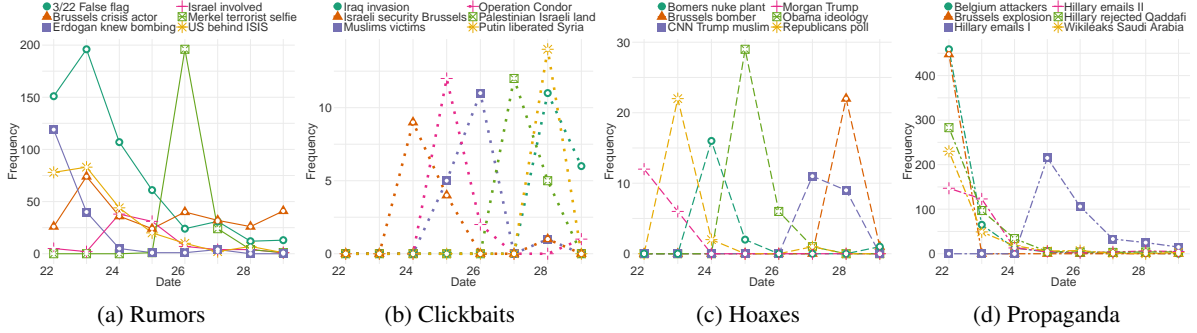 3/22 False flag
Israel involved
Brussels crisis actor
Merkel terrorist selfie
Erdogan knew bombing
US behind ISIS
Frequency
200
150
100
50
0
22
24
26
28
Date
(a) Rumors
Iraq invasion
Operation Condor
Israeli security Brussels
Palestinian Israeli land
Muslims victims
Putin liberated Syria
Frequency
10
5
0
22
24
26
28
Date
(b) Clickbaits
Bomers nuke plant
Morgan Trump
Brussels bomber
Obama ideology
CNN Trump muslim
Republicans poll
Frequency
30
20
10
0
22
24
26
28
Date
(c) Hoaxes
Belgium attackers
Hillary emails II
Brussels explosion
Hillary rejected Qaddafi
Hillary emails I
Wikileaks Saudi Arabia
Frequency
400
300
200
100
0
22
24
26
28
Date
(d) Propaganda